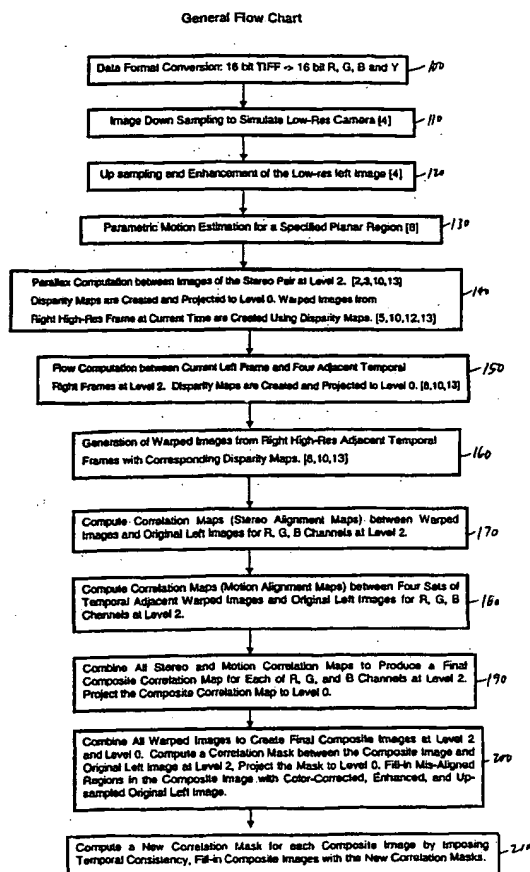 General Flow Chart
Data Formal Conversion: 16 bit TIFF -> 16 bit R, G, B and Y
100
Image Down Sampling to Simulate Low-Res Camera [4]
110
Up sampling end Enhancement of the Low-res left Image [4]
120
Parametric Motion Estimation for a Specified Planar Region [8]
130
Parallax Computation between Images of the Stereo Pair at Level 2. [2,3,10,13]
Disparity Maps are Created and Projected to Level 0. Warped Images from
Right High-Res Frame at Current Time are Created Using Disparity Maps. [5,10,12,13]
140
Flow Computation between Current Left Frame and Four Adjacent Temporal
Right Frames at Level 2. Disparity Maps are Created and Projected to Level 0. [8,10,13]
150
Generation of Warped Images from Right High-Res Adjacent Temporal
Frames with Corresponding Disparity Maps. [8,10,13]
160
Compute Correlation Maps (Stereo Alignment Maps) between Warped
Images and Original Left Images for R, G, B Channels at Level 2.
170
Compute Correlation Maps (Motion Alignment Maps) between Four Sets of
Temporal Adjacent Warped Images and Original Left Images for R, G, B
Channels at Level 2.
180
Combine All Stereo and Motion Correlation Maps to Produce a Final
Composite Correlation Map for Each of R, G, and B Channels at Level 2.
Project the Composite Correlation Map to Level 0.
190
Combine All Warped Images to Create Final Composite Images at Level 2
and Level 0. Compute a Correlation Mask between the Composite Image and
Original Left Image at Level 2, Project the Mask to Level 0. Fill-in Mis-Aligned
Regions in the Composite Image with Color-Corrected, Enhanced, and Up-
sampled Original Left Image.
200
Compute a New Correlation Mask for each Composite Image by Imposing
Temporal Consistency, Fill-in Composite Images with the New Correlation Masks.
210